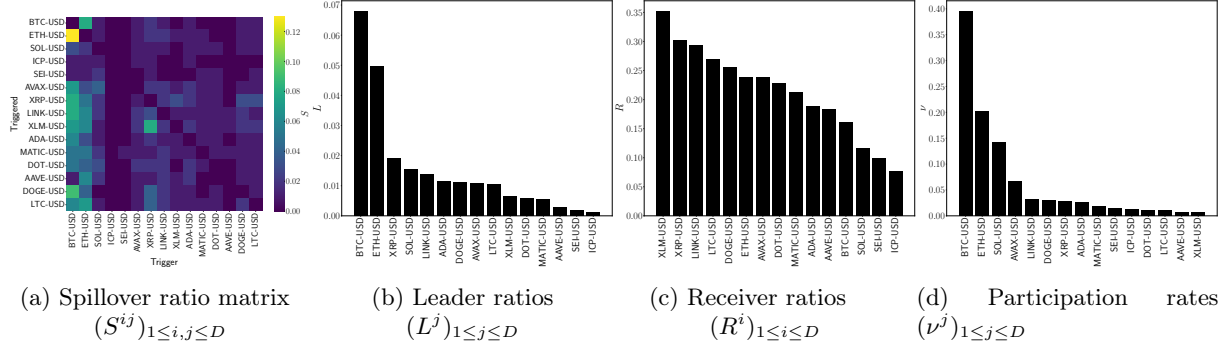 BTC-USD
ETH-USD
SOL-USD
ICP-USD
SEI-USD
AVAX-USD
XRP-USD
LINK-USD
XLM-USD
ADA-USD
MATIC-USD
DOT-USD
AAVE-USD
DOGE-USD
LTC-USD
Triggered
BTC-USD
ETH-USD
SOL-USD
ICP-USD
SEI-USD
AVAX-USD
XRP-USD
LINK-USD
XLM-USD
ADA-USD
MATIC-USD
DOT-USD
AAVE-USD
DOGE-USD
LTC-USD
Trigger
0.12
0.10
0.08
0.06
0.04
0.02
0.00
S
(a) Spillover ratio matrix
(S^{ij})_{1≤i,j≤D}
L
0.07
0.06
0.05
0.04
0.03
0.02
0.01
0.00
BTC-USD
ETH-USD
XRP-USD
SOL-USD
LINK-USD
ADA-USD
DOGE-USD
AVAX-USD
LTC-USD
XLM-USD
DOT-USD
MATIC-USD
AAVE-USD
SEI-USD
ICP-USD
(b) Leader ratios
(L^j)_{1≤j≤D}
R
0.35
0.30
0.25
0.20
0.15
0.10
0.05
0.00
XLM-USD
XRP-USD
LINK-USD
LTC-USD
DOGE-USD
ETH-USD
AVAX-USD
DOT-USD
MATIC-USD
ADA-USD
AAVE-USD
BTC-USD
SOL-USD
SEI-USD
ICP-USD
(c) Receiver ratios
(R^i)_{1≤i≤D}
ν
0.40
0.35
0.30
0.25
0.20
0.15
0.10
0.05
0.00
BTC-USD
ETH-USD
SOL-USD
AVAX-USD
LINK-USD
DOGE-USD
XRP-USD
ADA-USD
MATIC-USD
SEI-USD
ICP-USD
DOT-USD
LTC-USD
AAVE-USD
XLM-USD
(d) Participation rates
(ν^j)_{1≤j≤D}